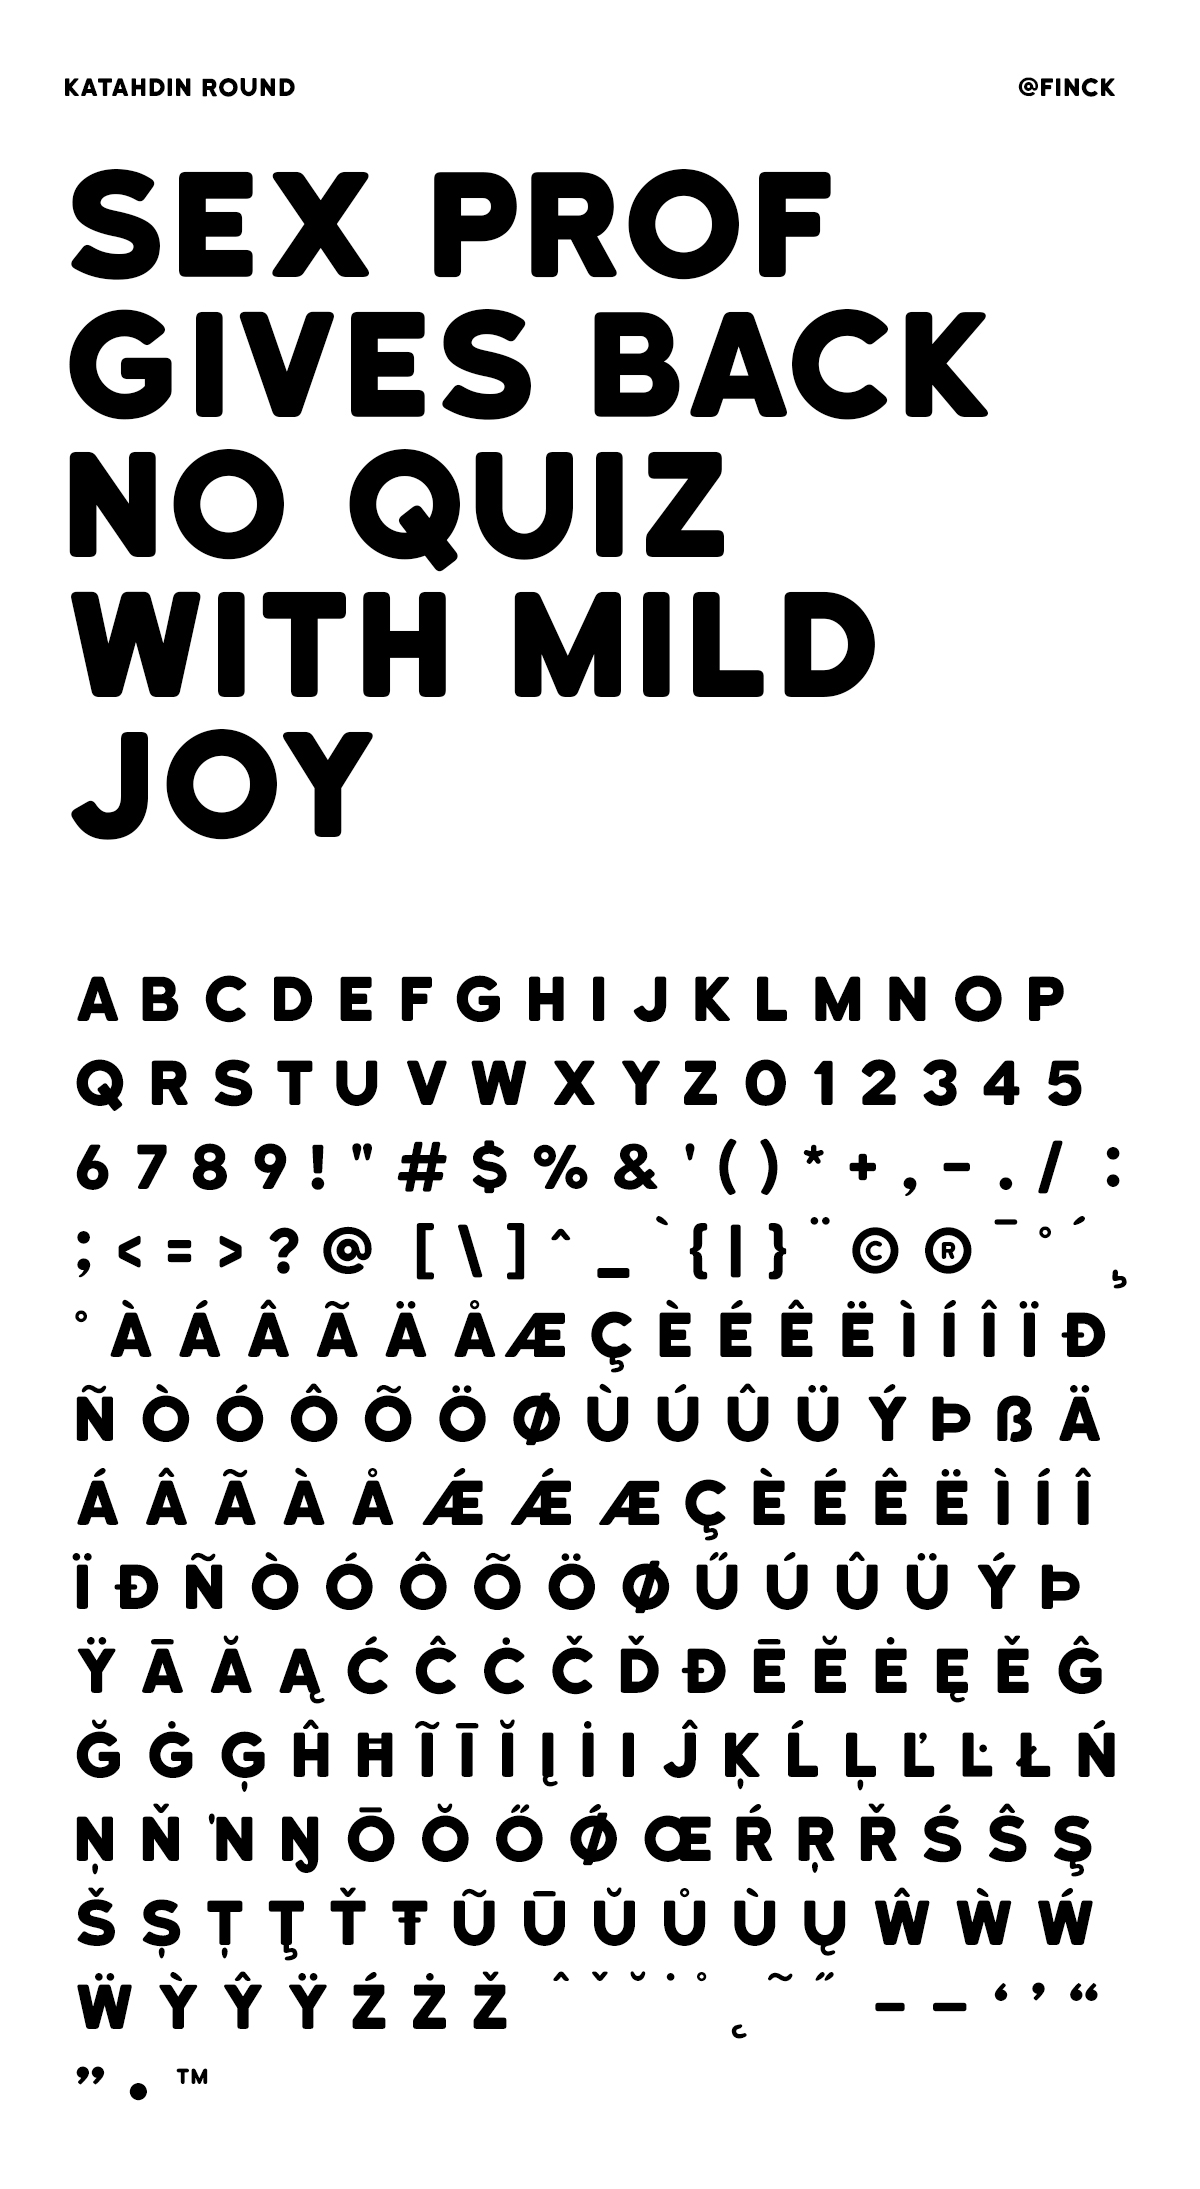 KATAHDIN ROUND
@FINCK
SEX PROF
GIVES BACK
NO QUIZ
WITH MILD
JOY
A B C D E F G H I J K L M N O P
Q R S T U V W X Y Z 0 1 2 3 4 5
6 7 8 9 ! " # $ % & ' ( ) * + , - . / :
; < = > ? @ [ \ ] ^ _ ` { | } ¨ © ® ¯ ° ´ ¸
° À Á Â Ã Ä Å Æ Ç È É Ê Ë Ì Í Î Ï Ð
Ñ Ò Ó Ô Õ Ö Ø Ù Ú Û Ü Ý Þ ß Ä
Á Â Ã À Å Ǽ Ǽ Æ Ç È É Ê Ë Ì Í Î
Ï Ð Ñ Ò Ó Ô Õ Ö Ø Ű Ú Û Ü Ý Þ
Ÿ Ā Ă Ą Ć Ĉ Ċ Č Ď Đ Ē Ĕ Ė Ę Ě Ĝ
Ğ Ġ Ģ Ĥ Ħ Ĩ Ī Ĭ Į İ I Ĵ Ķ Ĺ Ļ Ľ Ŀ Ł Ń
Ņ Ň 'N Ŋ Ō Ŏ Ő Ǿ Œ Ŕ Ŗ Ř Ś Ŝ Ş
Š Ș Ț Ţ Ť Ŧ Ũ Ū Ŭ Ů Ù Ų Ŵ Ẁ Ẃ
Ẅ Ỳ Ŷ Ÿ Ź Ż Ž ˆ ˇ ˘ ˙ ˚ ˛ ˜ ˝ – — ‘ ’ “
” • ™